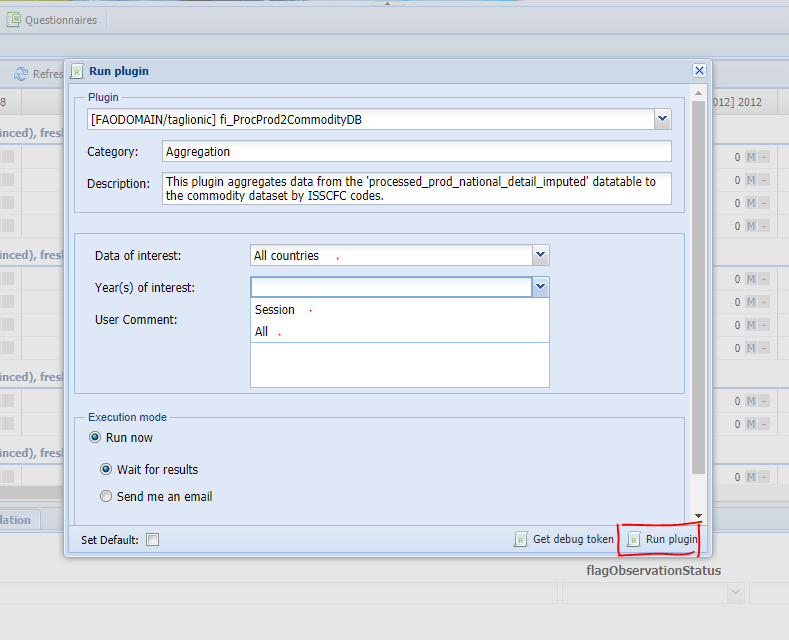 Questionnaires
Refres
Run plugin
8
012] 2012
Plugin
[FAODOMAIN/taglionic] fi_ProcProd2CommodityDB
inced), fresh
Category: Aggregation
0 M -
Description: This plugin aggregates data from the 'processed_prod_national_detail_imputed' datatable to
the commodity dataset by ISSCFC codes.
0 M -
0 M -
0 M -
inced), fresh
Data of interest: All countries
0 M -
Year(s) of interest:
0 M -
Session
User Comment:
0 M -
All
0 M -
inced), fresh
0 M -
Execution mode
0 M -
Run now
inced), fresh
Wait for results
0 M -
Send me an email
dation
Set Default:
Get debug token
Run plugin
flagObservationStatus